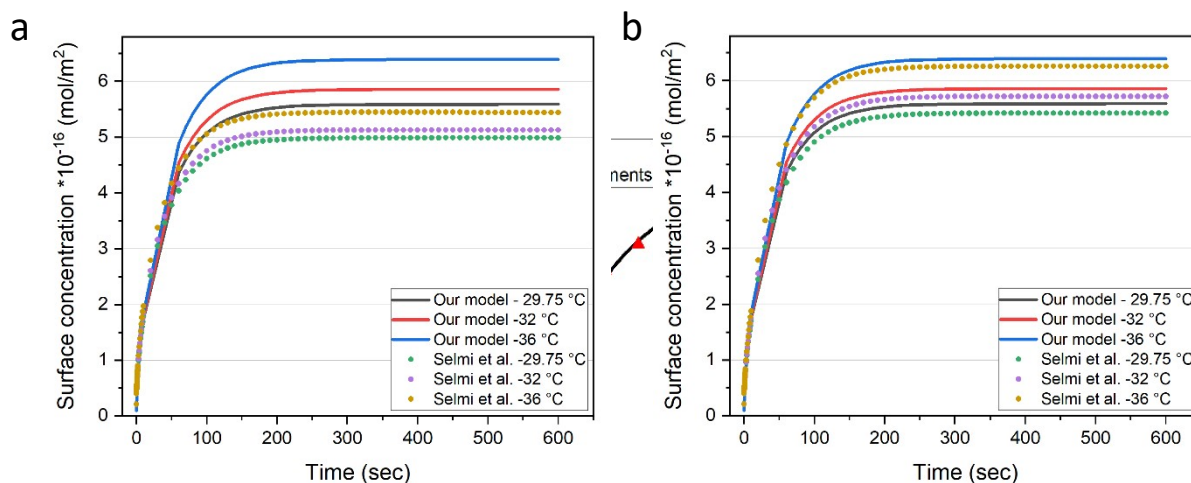 a
Surface concentration *10-16 (mol/m2)
6
5
4
3
2
1
0
0 100 200 300 400 500 600
Time (sec)
Our model - 29.75 °C
Our model -32 °C
Our model -36 °C
Selmi et al. -29.75 °C
Selmi et al. -32 °C
Selmi et al. -36 °C
ments
b
Surface concentration *10-16 (mol/m2)
6
5
4
3
2
1
0
0 100 200 300 400 500 600
Time (sec)
Our model - 29.75 °C
Our model -32 °C
Our model -36 °C
Selmi et al. -29.75 °C
Selmi et al. -32 °C
Selmi et al. -36 °C